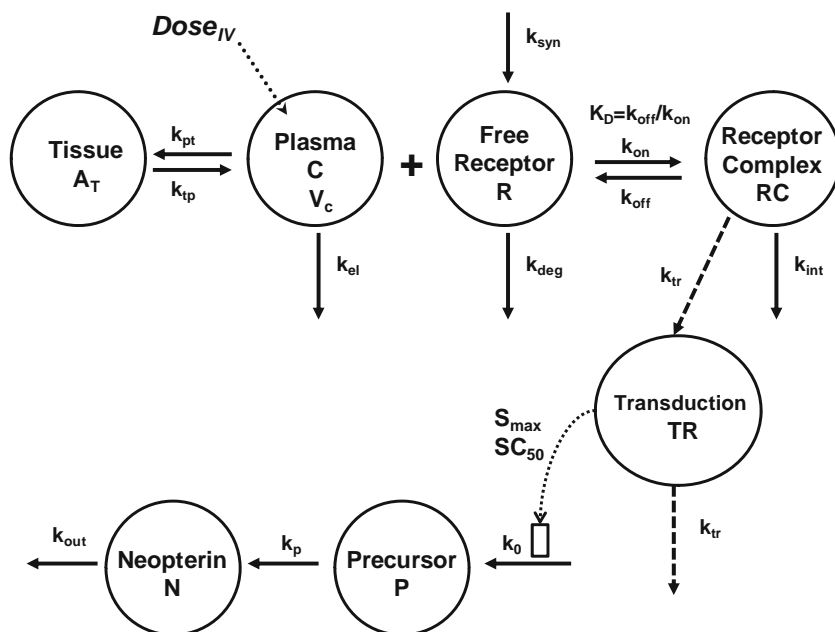 Dose_IV
k_syn
Tissue
A_T
k_pt
k_tp
Plasma
C
V_c
+
Free
Receptor
R
K_D=k_off/k_on
k_on
k_off
Receptor
Complex
RC
k_el
k_deg
k_tr
k_int
Transduction
TR
S_max
SC_50
k_tr
k_out
Neopterin
N
k_p
Precursor
P
k_0